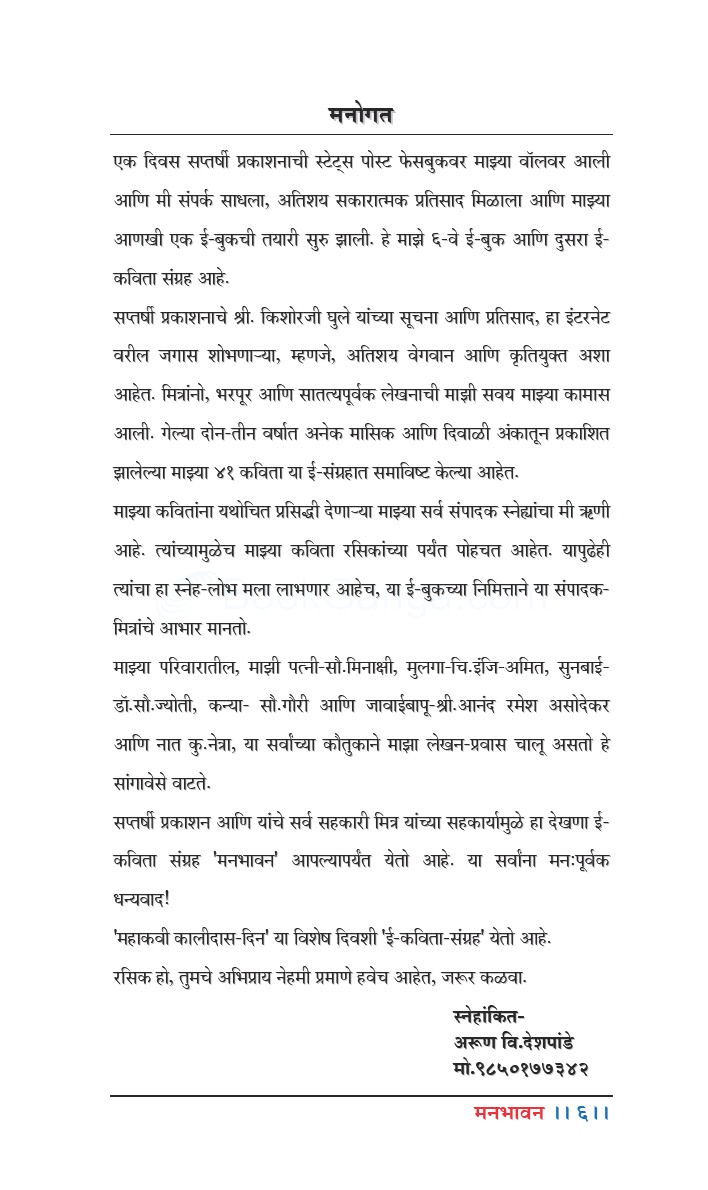 मनोगत
एक दिवस सप्तर्षी प्रकाशनाची स्टेट्स पोस्ट फेसबुकवर माझ्या वॉलवर आली
आणि मी संपर्क साधला, अतिशय सकारात्मक प्रतिसाद मिळाला आणि माझ्या
आणखी एक ई-बुकची तयारी सुरु झाली. हे माझे ६-वे ई-बुक आणि दुसरा ई-
कविता संग्रह आहे.
सप्तर्षी प्रकाशनाचे श्री. किशोरजी घुले यांच्या सूचना आणि प्रतिसाद, हा इंटरनेट
वरील जगास शोभणाऱ्या, म्हणजे, अतिशय वेगवान आणि कृतियुक्त अशा
आहेत. मित्रांनो, भरपूर आणि सातत्यपूर्वक लेखनाची माझी सवय माझ्या कामास
आली. गेल्या दोन-तीन वर्षात अनेक मासिक आणि दिवाळी अंकातून प्रकाशित
झालेल्या माझ्या ४१ कविता या ई-संग्रहात समाविष्ट केल्या आहेत.
माझ्या कवितांना यथोचित प्रसिद्धी देणाऱ्या माझ्या सर्व संपादक स्नेह्यांचा मी ऋणी
आहे. त्यांच्यामुळेच माझ्या कविता रसिकांच्या पर्यंत पोहचत आहेत. यापुढेही
त्यांचा हा स्नेह-लोभ मला लाभणार आहेच, या ई-बुकच्या निमित्ताने या संपादक-
मित्रांचे आभार मानतो.
माझ्या परिवारातील, माझी पत्नी-सौ.मिनाक्षी, मुलगा-चि.इंजि-अमित, सुनबाई-
डॉ.सौ.ज्योती, कन्या- सौ.गौरी आणि जावाईबापू-श्री.आनंद रमेश असोदेकर
आणि नात कु.नेत्रा, या सर्वांच्या कौतुकाने माझा लेखन-प्रवास चालू असतो हे
सांगावेसे वाटते.
सप्तर्षी प्रकाशन आणि यांचे सर्व सहकारी मित्र यांच्या सहकार्यामुळे हा देखणा ई-
कविता संग्रह 'मनभावन' आपल्यापर्यंत येतो आहे. या सर्वांना मन:पूर्वक
धन्यवाद!
'महाकवी कालीदास-दिन' या विशेष दिवशी 'ई-कविता-संग्रह' येतो आहे.
रसिक हो, तुमचे अभिप्राय नेहमी प्रमाणे हवेच आहेत, जरूर कळवा.
स्नेहांकित-
अरूण वि.देशपांडे
मो.९८५०१७७३४२
मनभावन ।। ६।।
BookGanga.com